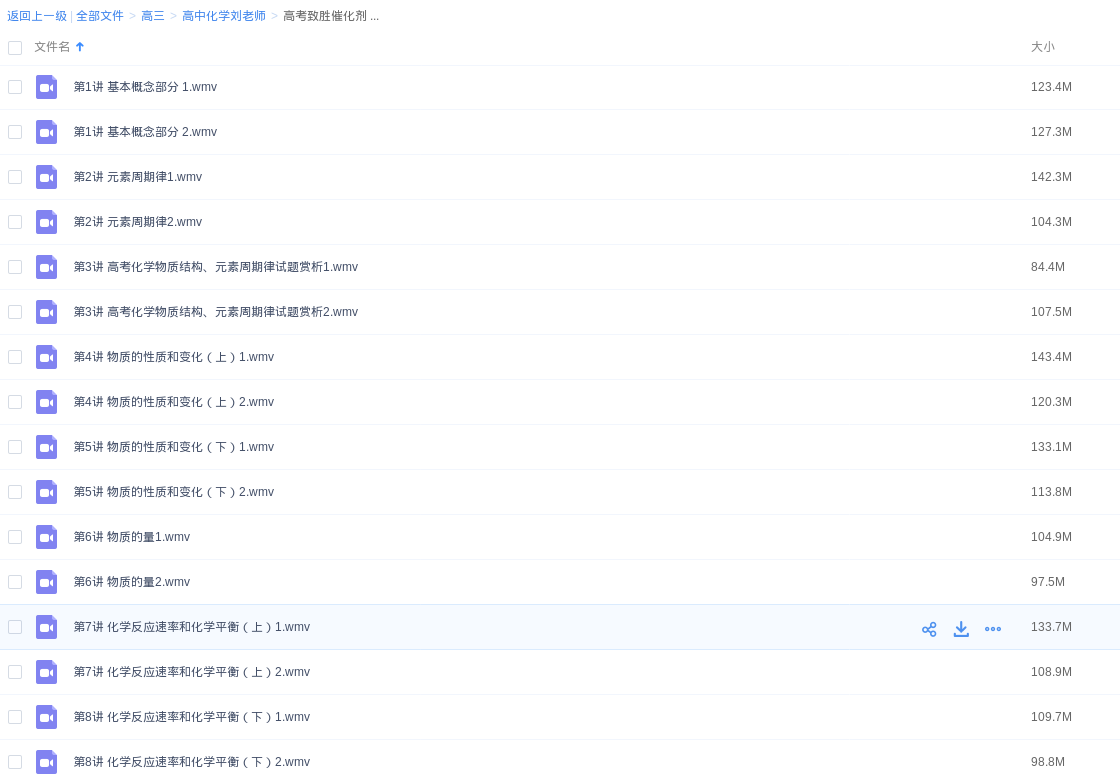 返回上一级 | 全部文件 > 高三 > 高中化学刘老师 > 高考致胜催化剂 ...
文件名 大小
第1讲 基本概念部分 1.wmv 123.4M
第1讲 基本概念部分 2.wmv 127.3M
第2讲 元素周期律1.wmv 142.3M
第2讲 元素周期律2.wmv 104.3M
第3讲 高考化学物质结构、元素周期律试题赏析1.wmv 84.4M
第3讲 高考化学物质结构、元素周期律试题赏析2.wmv 107.5M
第4讲 物质的性质和变化（上）1.wmv 143.4M
第4讲 物质的性质和变化（上）2.wmv 120.3M
第5讲 物质的性质和变化（下）1.wmv 133.1M
第5讲 物质的性质和变化（下）2.wmv 113.8M
第6讲 物质的量1.wmv 104.9M
第6讲 物质的量2.wmv 97.5M
第7讲 化学反应速率和化学平衡（上）1.wmv 133.7M
第7讲 化学反应速率和化学平衡（上）2.wmv 108.9M
第8讲 化学反应速率和化学平衡（下）1.wmv 109.7M
第8讲 化学反应速率和化学平衡（下）2.wmv 98.8M